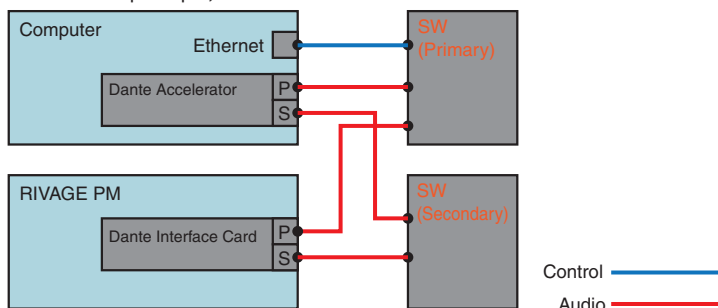 Computer
Ethernet
SW
(Primary)
Dante Accelerator
P
S
RIVAGE PM
SW
(Secondary)
Dante Interface Card
P
S
Control
Audio